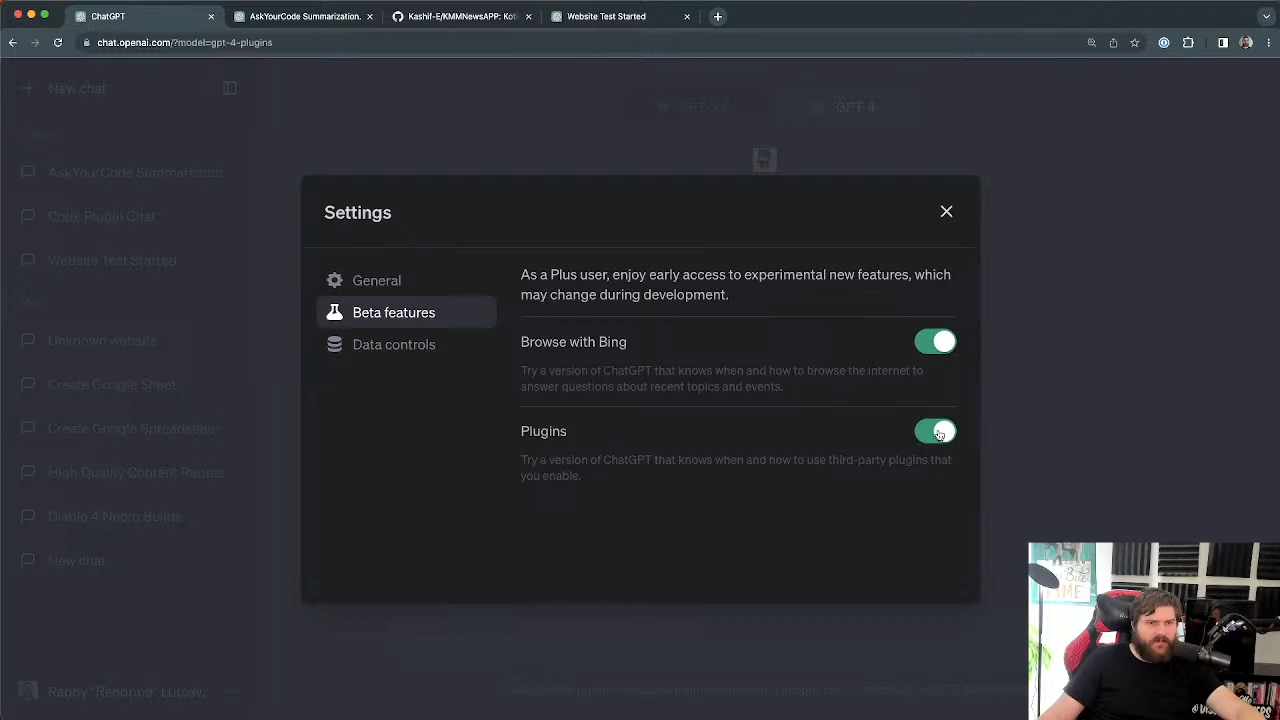 ChatGPT
AskYourCode Summarization.
Kashif-E/KMMNewsAPP: Kot
Website Test Started
chat.openai.com/?model=gpt-4-plugins
New chat
GPT-4
AskYourCode Summarizat
Code Plugin Chat
Website Test Started
Unknown website
Create Google Sheet
Create Google Spreadsheet
High Quality Content
Diablo 4 Necro Builds
New chat
Settings
General
Beta features
Data controls
As a Plus user, enjoy early access to experimental new features, which
may change during development.
Browse with Bing
Try a version of ChatGPT that knows when and how to browse the internet to
answer questions about recent topics and events.
Plugins
Try a version of ChatGPT that knows when and how to use third-party plugins that
you enable.
TIME